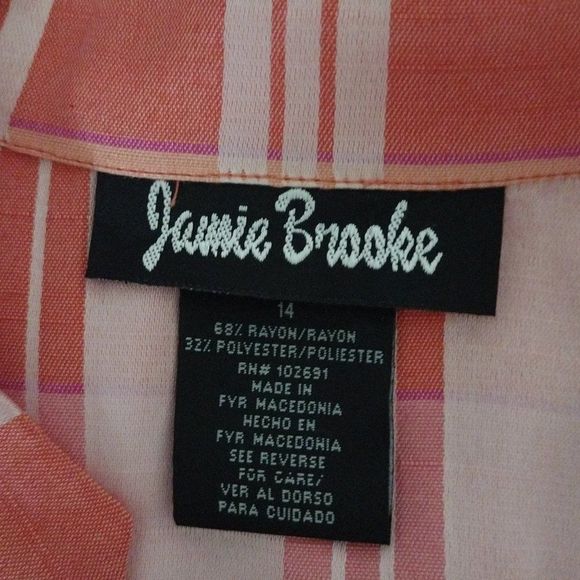 Jamie Brooke
14
68% RAYON/RAYON
32% POLYESTER/POLIESTER
RN# 102691
MADE IN
FYR MACEDONIA
HECHO EN
FYR MACEDONIA
SEE REVERSE
FOR CARE/
VER AL DORSO
PARA CUIDADO